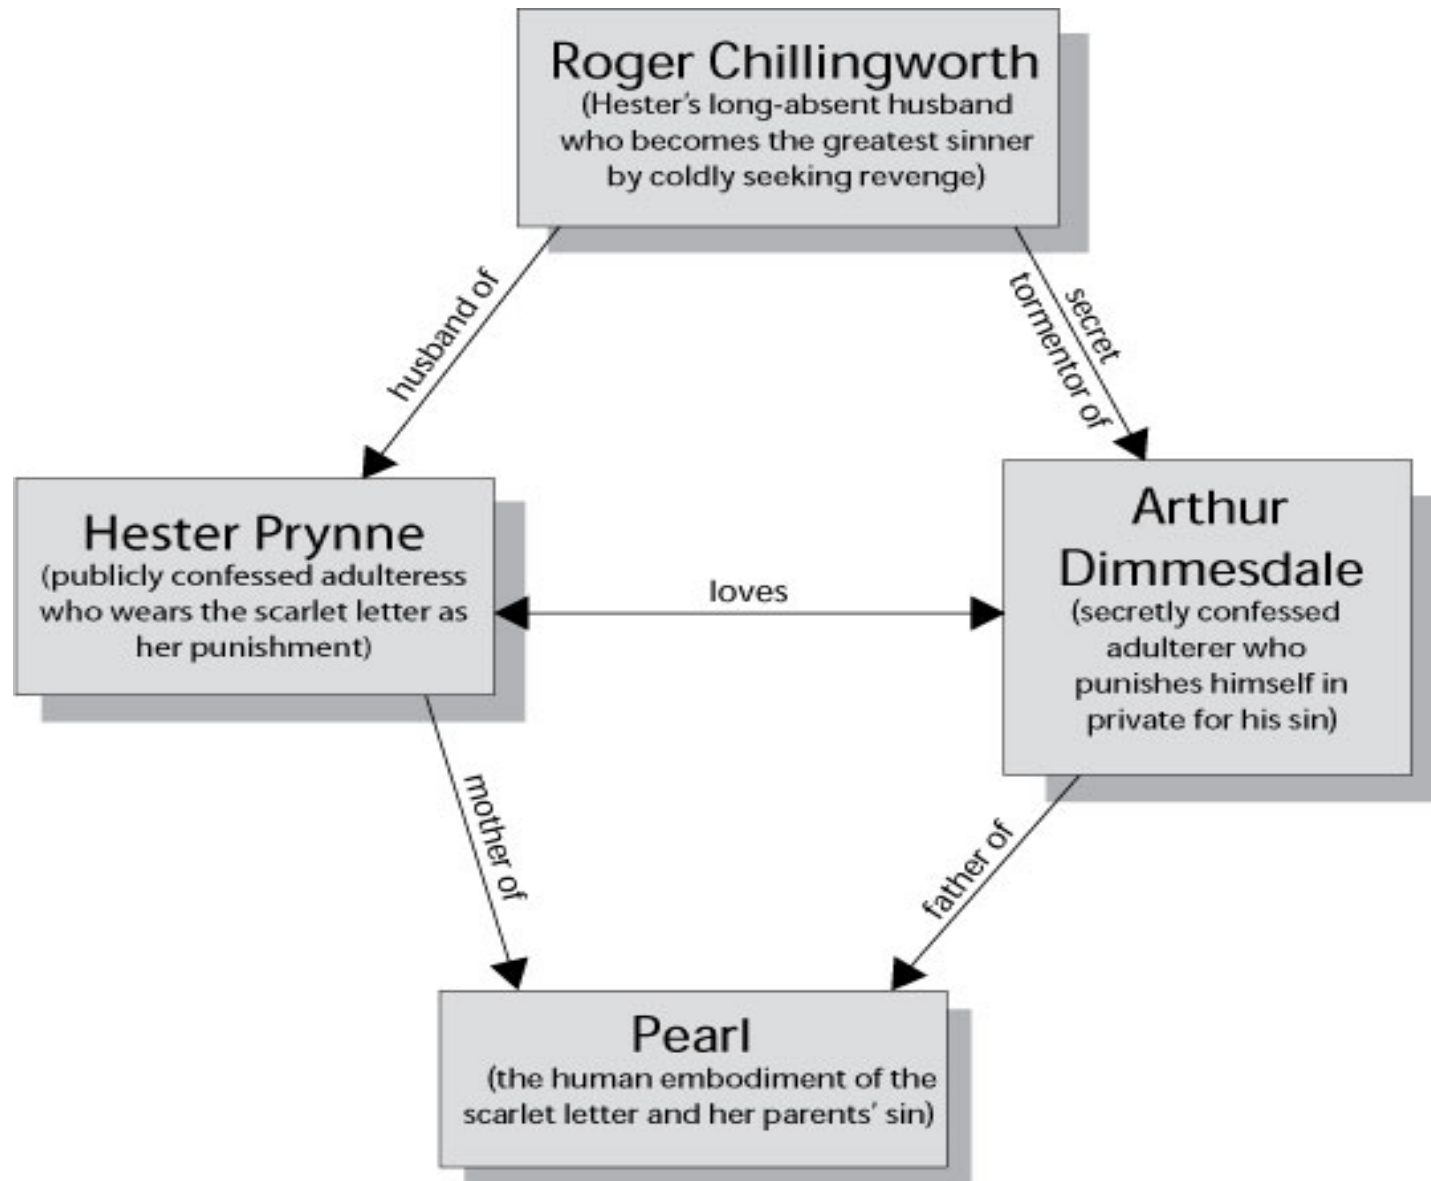 Roger Chillingworth
(Hester's long-absent husband
who becomes the greatest sinner
by coldly seeking revenge)
husband of
secret
tormentor of
Hester Prynne
(publicly confessed adulteress
who wears the scarlet letter as
her punishment)
loves
Arthur
Dimmesdale
(secretly confessed
adulterer who
punishes himself in
private for his sin)
mother of
father of
Pearl
(the human embodiment of the
scarlet letter and her parents' sin)